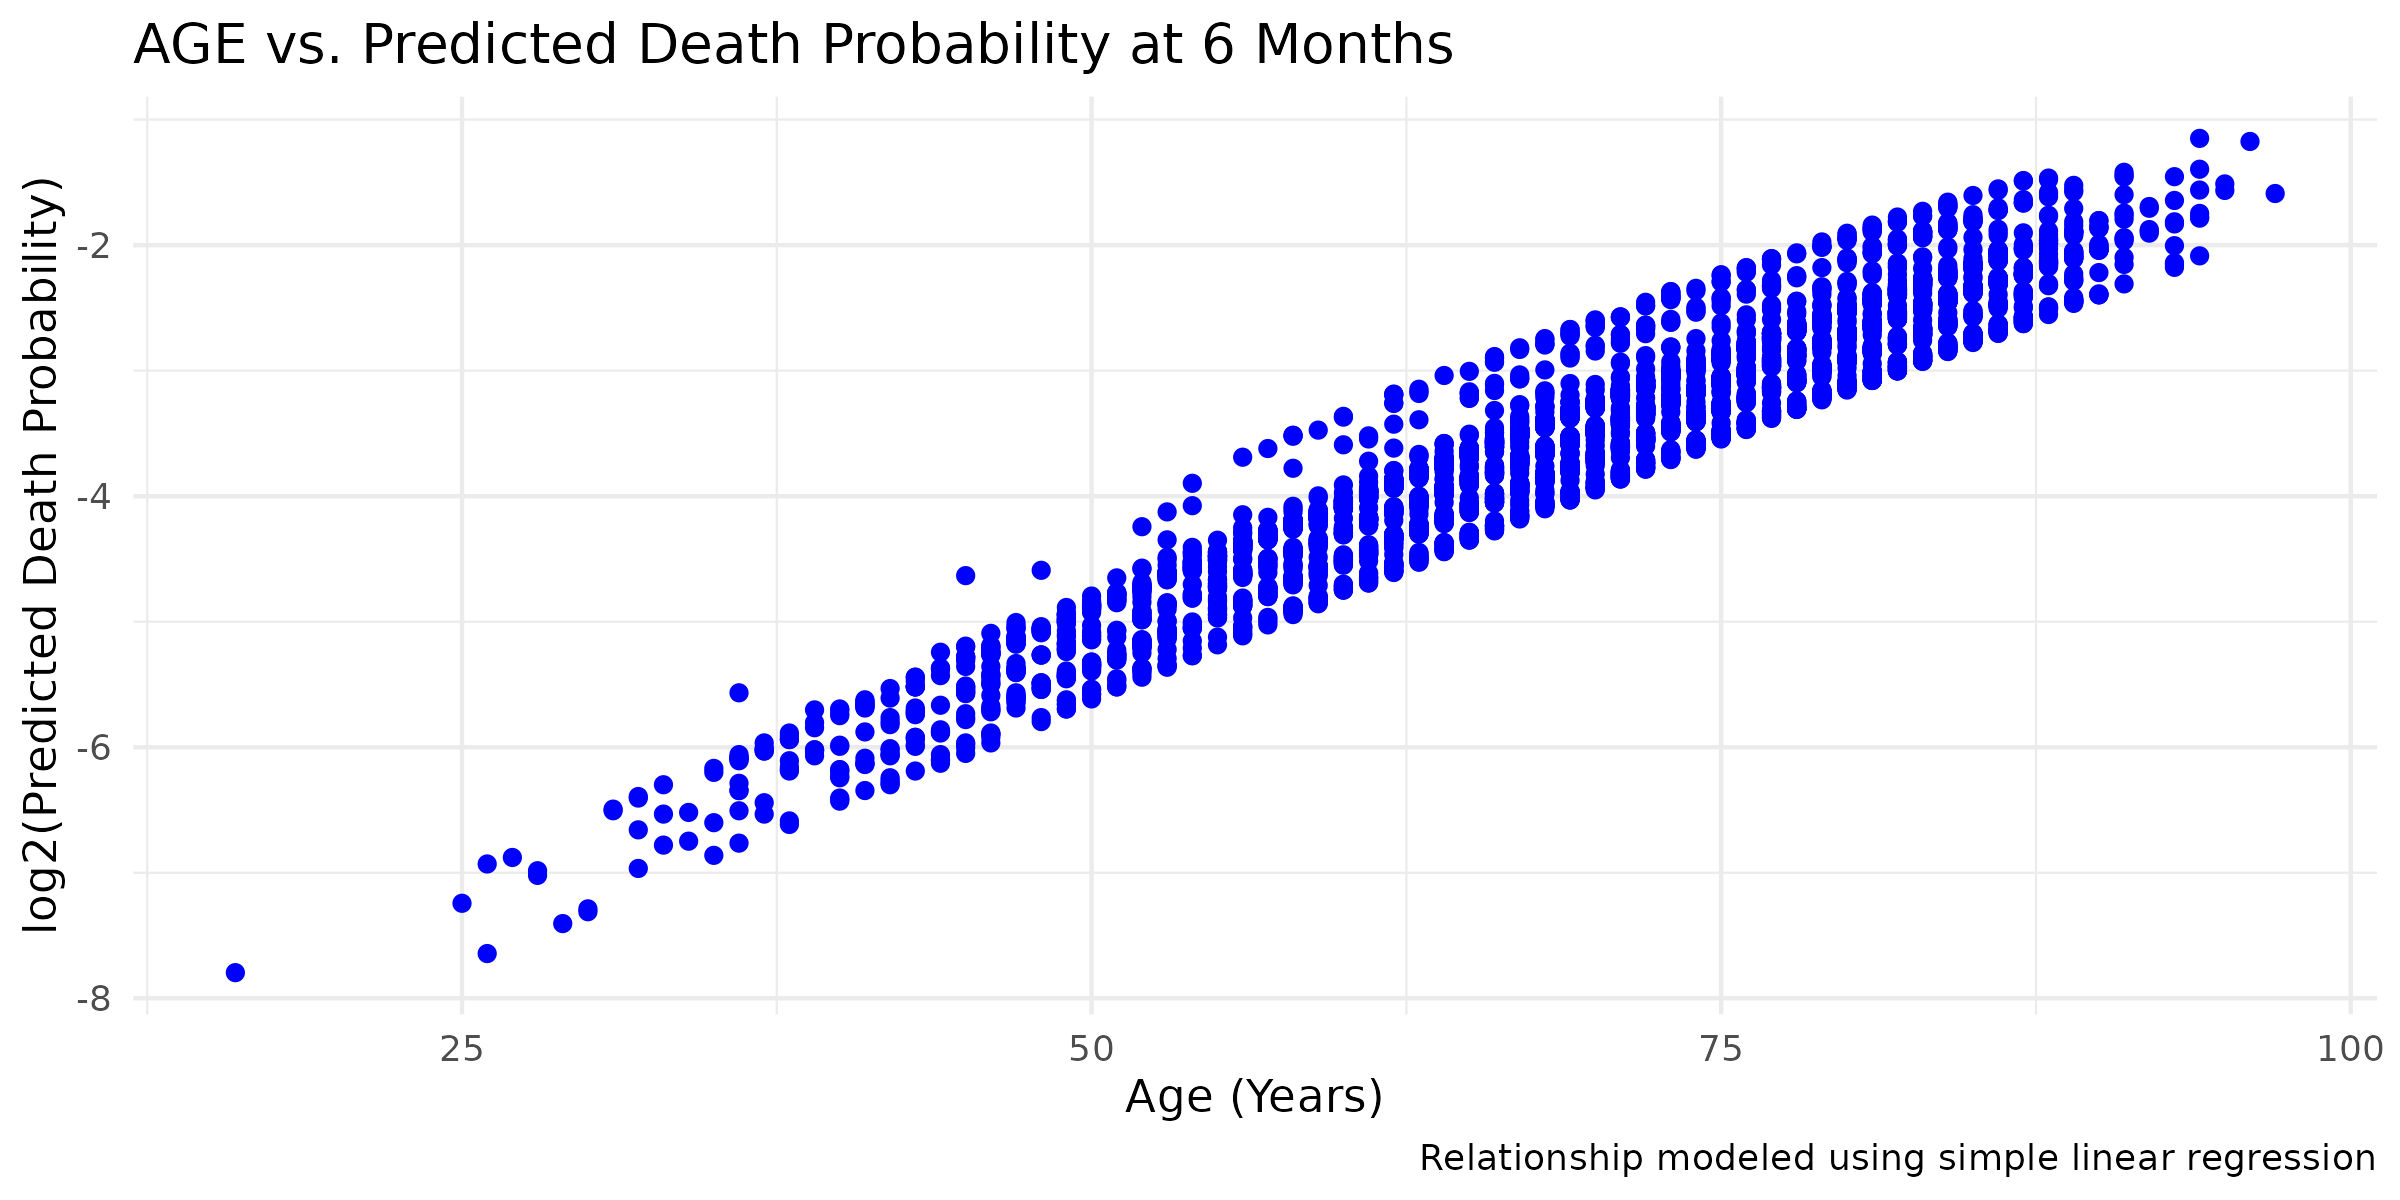 AGE vs. Predicted Death Probability at 6 Months
log2(Predicted Death Probability)
-2
-4
-6
-8
25
50
75
100
Age (Years)
Relationship modeled using simple linear regression